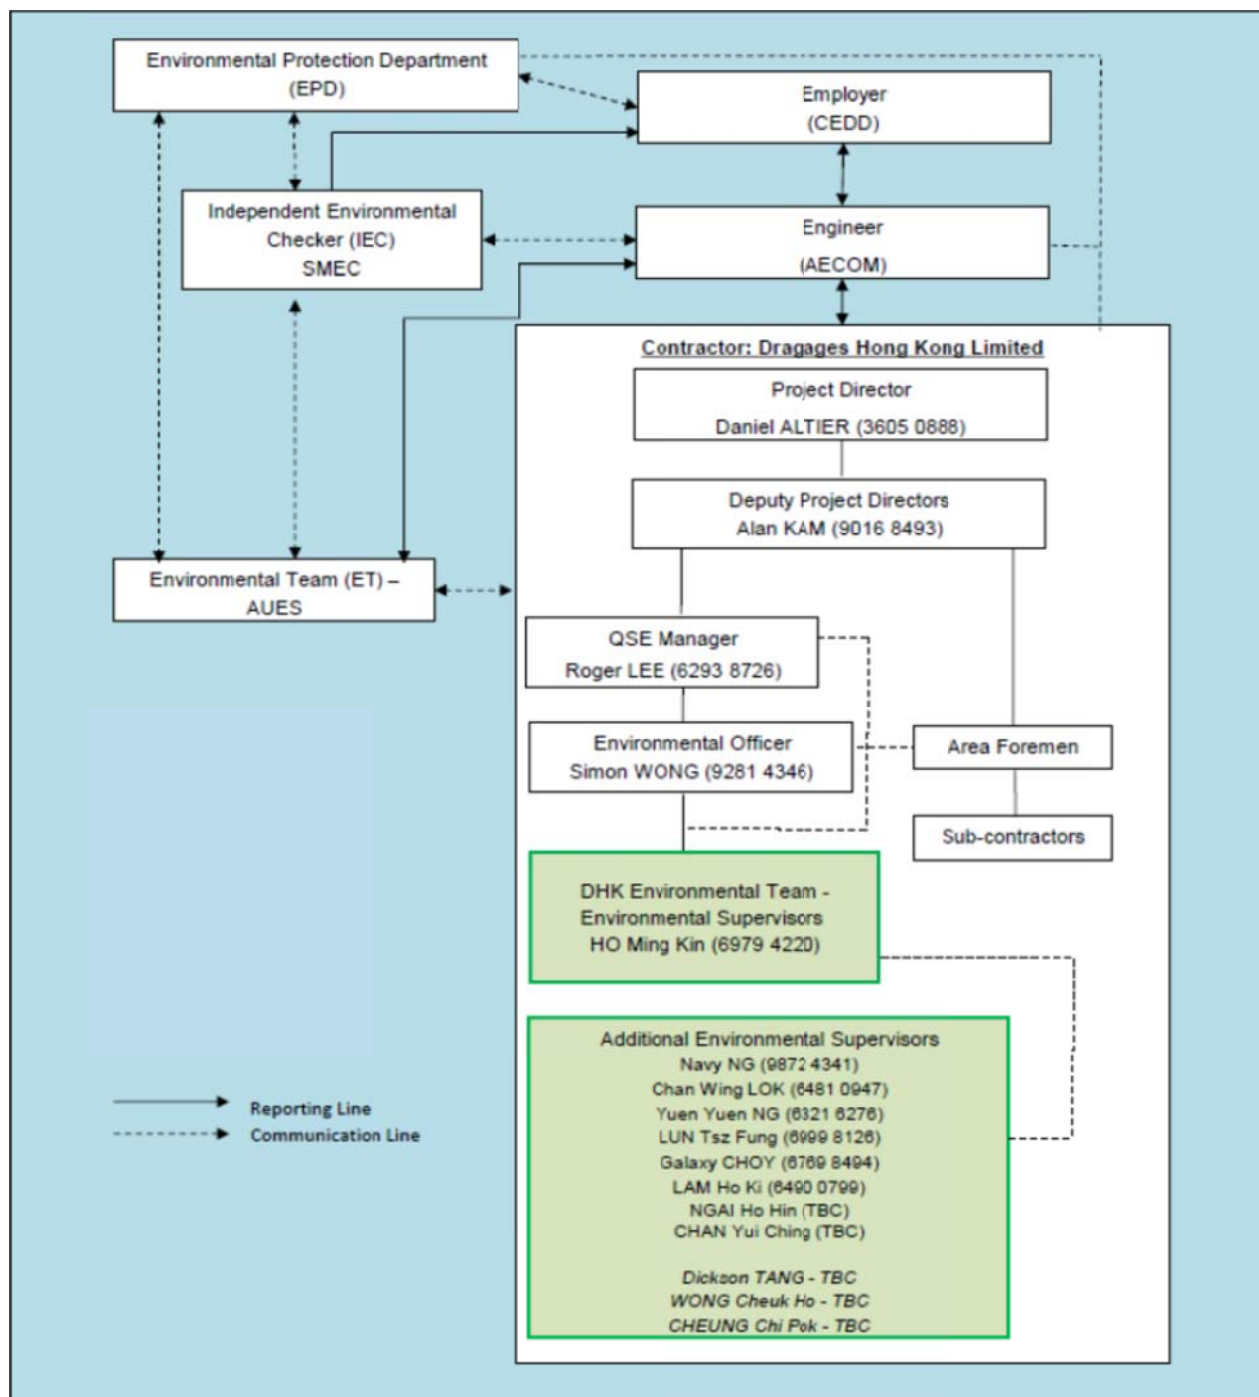 Environmental Protection Department
(EPD)
Employer
(CEDD)
Independent Environmental
Checker (IEC)
SMEC
Engineer
(AECOM)
Contractor: Dragages Hong Kong Limited
Project Director
Daniel ALTIER (3605 0888)
Deputy Project Directors
Alan KAM (9016 8493)
Environmental Team (ET) –
AUES
QSE Manager
Roger LEE (6293 8726)
Environmental Officer
Simon WONG (9281 4346)
Area Foremen
Sub-contractors
DHK Environmental Team -
Environmental Supervisors
HO Ming Kin (6979 4220)
Additional Environmental Supervisors
Navy NG (9872 4341)
Chan Wing LOK (6481 0947)
Yuen Yuen NG (6321 6276)
LUN Tsz Fung (6999 8126)
Galaxy CHOY (6769 8494)
LAM Ho Ki (6490 0799)
NGAI Ho Hin (TBC)
CHAN Yui Ching (TBC)
Dickson TANG - TBC
WONG Cheuk Ho - TBC
CHEUNG Chi Pok - TBC
Reporting Line
Communication Line